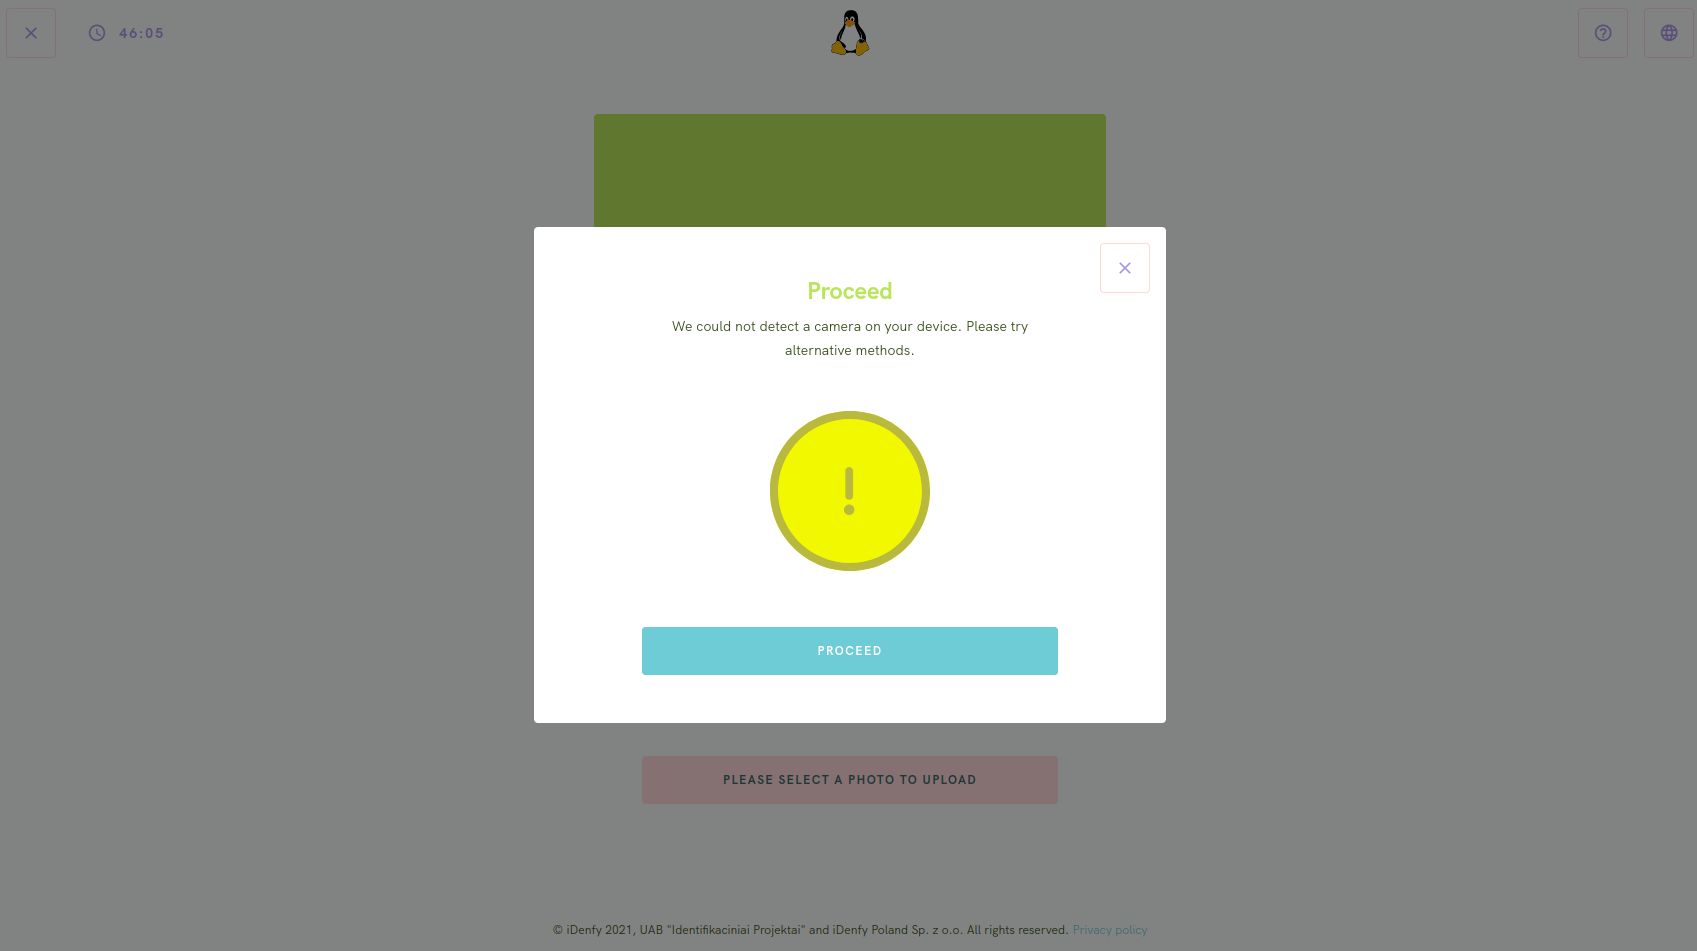 46:05
Proceed
We could not detect a camera on your device. Please try
alternative methods.
!
PROCEED
PLEASE SELECT A PHOTO TO UPLOAD
© iDenfy 2021, UAB "Identifikaciniai Projektai" and iDenfy Poland Sp. z o.o. All rights reserved. Privacy policy